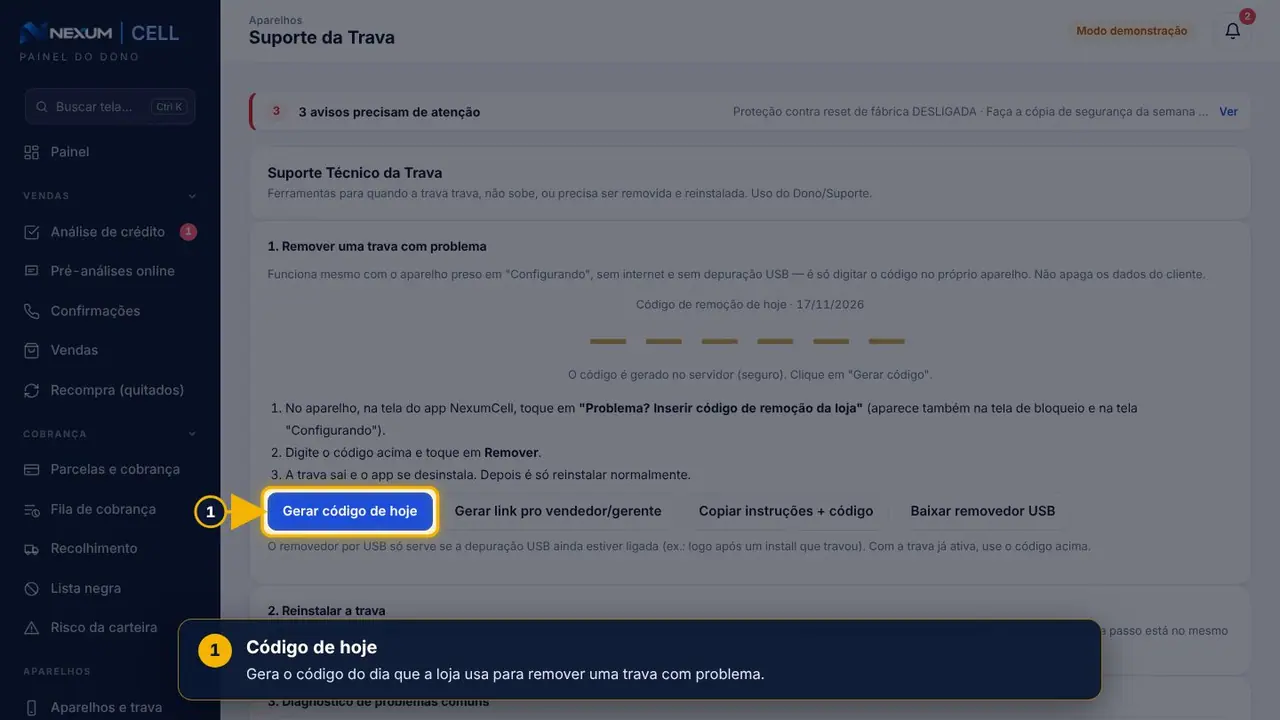 NEXUM | CELL
PAINEL DO DONO
Buscar tela... Ctrl K
Painel
VENDAS
Análise de crédito 1
Pré-análises online
Confirmações
Vendas
Recompra (quitados)
COBRANÇA
Parcelas e cobrança
Fila de cobrança
Recolhimento
Lista negra
Risco da carteira
APARELHOS
Aparelhos e trava
Aparelhos
Suporte da Trava
Modo demonstração
2
3 3 avisos precisam de atenção
Proteção contra reset de fábrica DESLIGADA · Faça a cópia de segurança da semana ... Ver
Suporte Técnico da Trava
Ferramentas para quando a trava trava, não sobe, ou precisa ser removida e reinstalada. Uso do Dono/Suporte.
1. Remover uma trava com problema
Funciona mesmo com o aparelho preso em "Configurando", sem internet e sem depuração USB — é só digitar o código no próprio aparelho. Não apaga os dados do cliente.
Código de remoção de hoje · 17/11/2026
O código é gerado no servidor (seguro). Clique em "Gerar código".
1. No aparelho, na tela do app NexumCell, toque em "Problema? Inserir código de remoção da loja" (aparece também na tela de bloqueio e na tela
"Configurando").
2. Digite o código acima e toque em Remover.
3. A trava sai e o app se desinstala. Depois é só reinstalar normalmente.
1
Gerar código de hoje Gerar link pro vendedor/gerente Copiar instruções + código Baixar removedor USB
O removedor por USB só serve se a depuração USB ainda estiver ligada (ex.: logo após um install que travou). Com a trava já ativa, use o código acima.
2. Reinstalar a trava
a passo está no mesmo
1 Código de hoje
Gera o código do dia que a loja usa para remover uma trava com problema.
3. Diagnóstico de problemas comuns